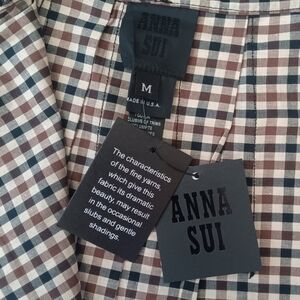 ANNA
SUI
M
MADE IN U.S.A.
The characteristics
of the fine yarns,
which give this
fabric its dramatic
beauty, may result
in the occasional
slubs and gentle
shadings.
ANNA
SUI